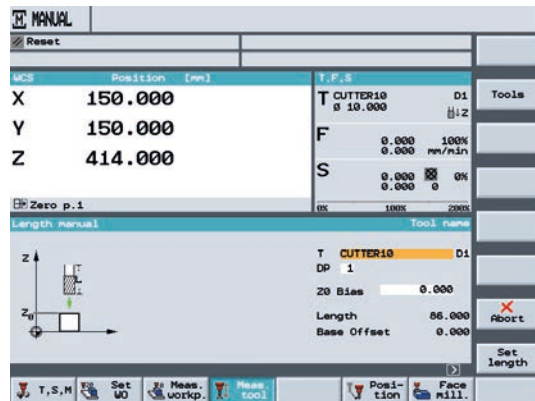 M MANUAL
Reset
WCS Position [mm]
X 150.000
Y 150.000
Z 414.000
Zero p.1
T,F,S
T CUTTER10 D1
Ø 10.000 Z
F 0.000 100%
0.000 mm/min
S 0.000 0%
0.000 0
0% 100% 200%
Tools
Length manual Tool name
Z
L
Z0
T CUTTER10 D1
DP 1
Z0 Bias 0.000
Length 86.000
Base Offset 0.000
Abort
Set length
T,S,M
Set WO
Meas. workp.
Meas. tool
Posi- tion
Face mill.